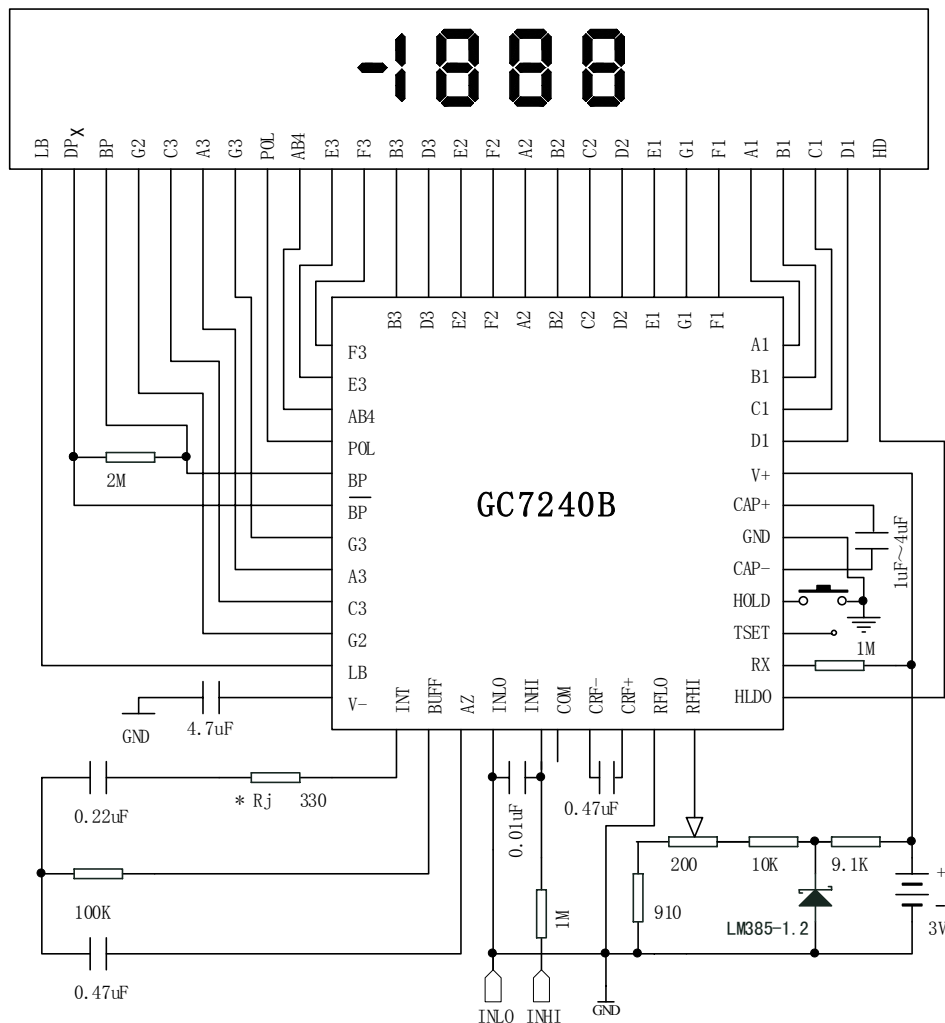 -1888
LB DPX BP G2 C3 A3 G3 POL AB4 E3 F3 B3 D3 E2 F2 A2 B2 C2 D2 E1 G1 F1 A1 B1 C1 D1 HD
B3 D3 E2 F2 A2 B2 C2 D2 E1 G1 F1
F3
E3
AB4
POL
BP
BP
G3
A3
C3
G2
LB
V-
A1
B1
C1
D1
V+
CAP+
GND
CAP-
HOLD
TSET
RX
HLDO
GC7240B
INT BUFF AZ INLO INHI COM CRF- CRF+ RFLO RFHI
2M
1uF～4uF
1M
GND
4.7uF
0.22uF
* Rj 330
0.01uF
0.47uF
100K
0.47uF
1M
200
10K
9.1K
910
LM385-1.2
+
-
3V
INLO
INHI
GND